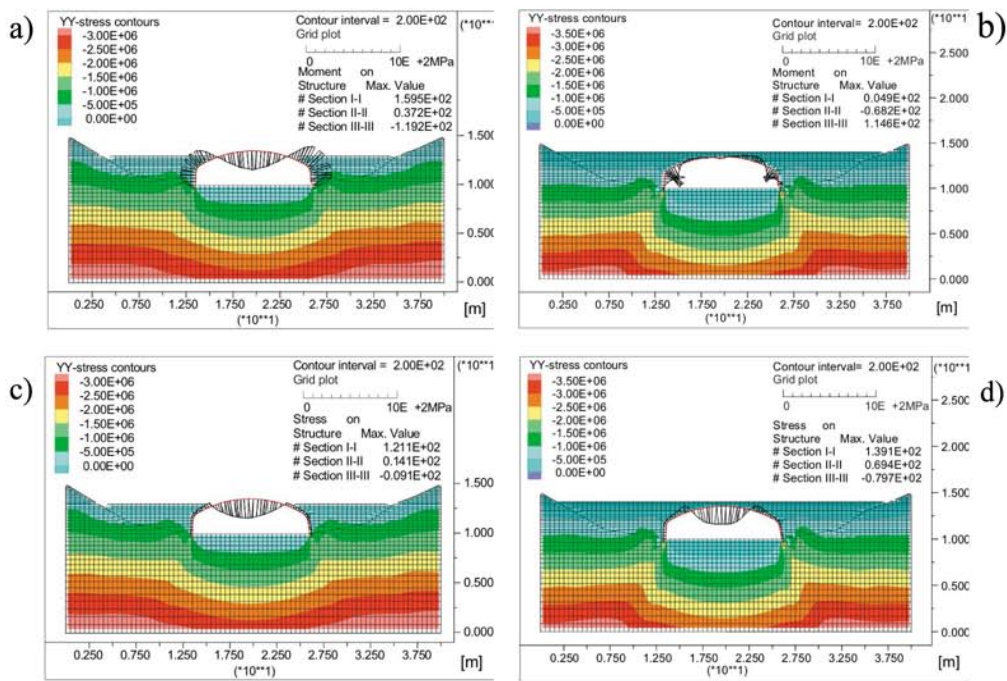 a)
YY-stress contours
-3.00E+06
-2.50E+06
-2.00E+06
-1.50E+06
-1.00E+06
-5.00E+05
0.00E+00
Contour interval = 2.00E+02
Grid plot
0 10E +2MPa
Moment on
Structure Max. Value
# Section I-I 1.595E+02
# Section II-II 0.372E+02
# Section III-III -1.192E+02
(*10**1)
1.500
1.000
0.500
0.000
0.250 0.750 1.250 1.750 2.250 2.750 3.250 3.750
(*10**1)
[m]
b)
YY-stress contours
-3.50E+06
-3.00E+06
-2.50E+06
-2.00E+06
-1.50E+06
-1.00E+06
-5.00E+06
0.00E+00
Contour interval= 2.00E+02
Grid plot
0 10E +2MPa
Moment on
Structure Max. Value
# Section I-I 0.049E+02
# Section II-II -0.682E+02
# Section III-III 1.146E+02
(*10**1
2.500
2.000
1.500
1.000
0.500
0.000
0.250 0.750 1.250 1.750 2.250 2.750 3.250 3.750
(*10**1)
[m]
c)
YY-stress contours
-3.00E+06
-2.50E+06
-2.00E+06
-1.50E+06
-1.00E+06
-5.00E+05
0.00E+00
Contour interval = 2.00E+02
Grid plot
0 10E +2MPa
Stress on
Structure Max. Value
# Section I-I 1.211E+02
# Section II-II 0.141E+02
# Section III-III -0.091E+02
(*10**1
1.500
1.000
0.500
0.000
0.250 0.750 1.250 1.750 2.250 2.750 3.250 3.750
(*10**1)
[m]
d)
YY-stress contours
-3.50E+06
-3.00E+06
-2.50E+06
-2.00E+06
-1.50E+06
-1.00E+06
-5.00E+06
0.00E+00
Contour interval= 2.00E+02
Grid plot
0 10E +2MPa
Stress on
Structure Max. Value
# Section I-I 1.391E+02
# Section II-II 0.694E+02
# Section III-III -0.797E+02
(*10**1
2.500
2.000
1.500
1.000
0.500
0.000
0.250 0.750 1.250 1.750 2.250 2.750 3.250 3.750
(*10**1)
[m]